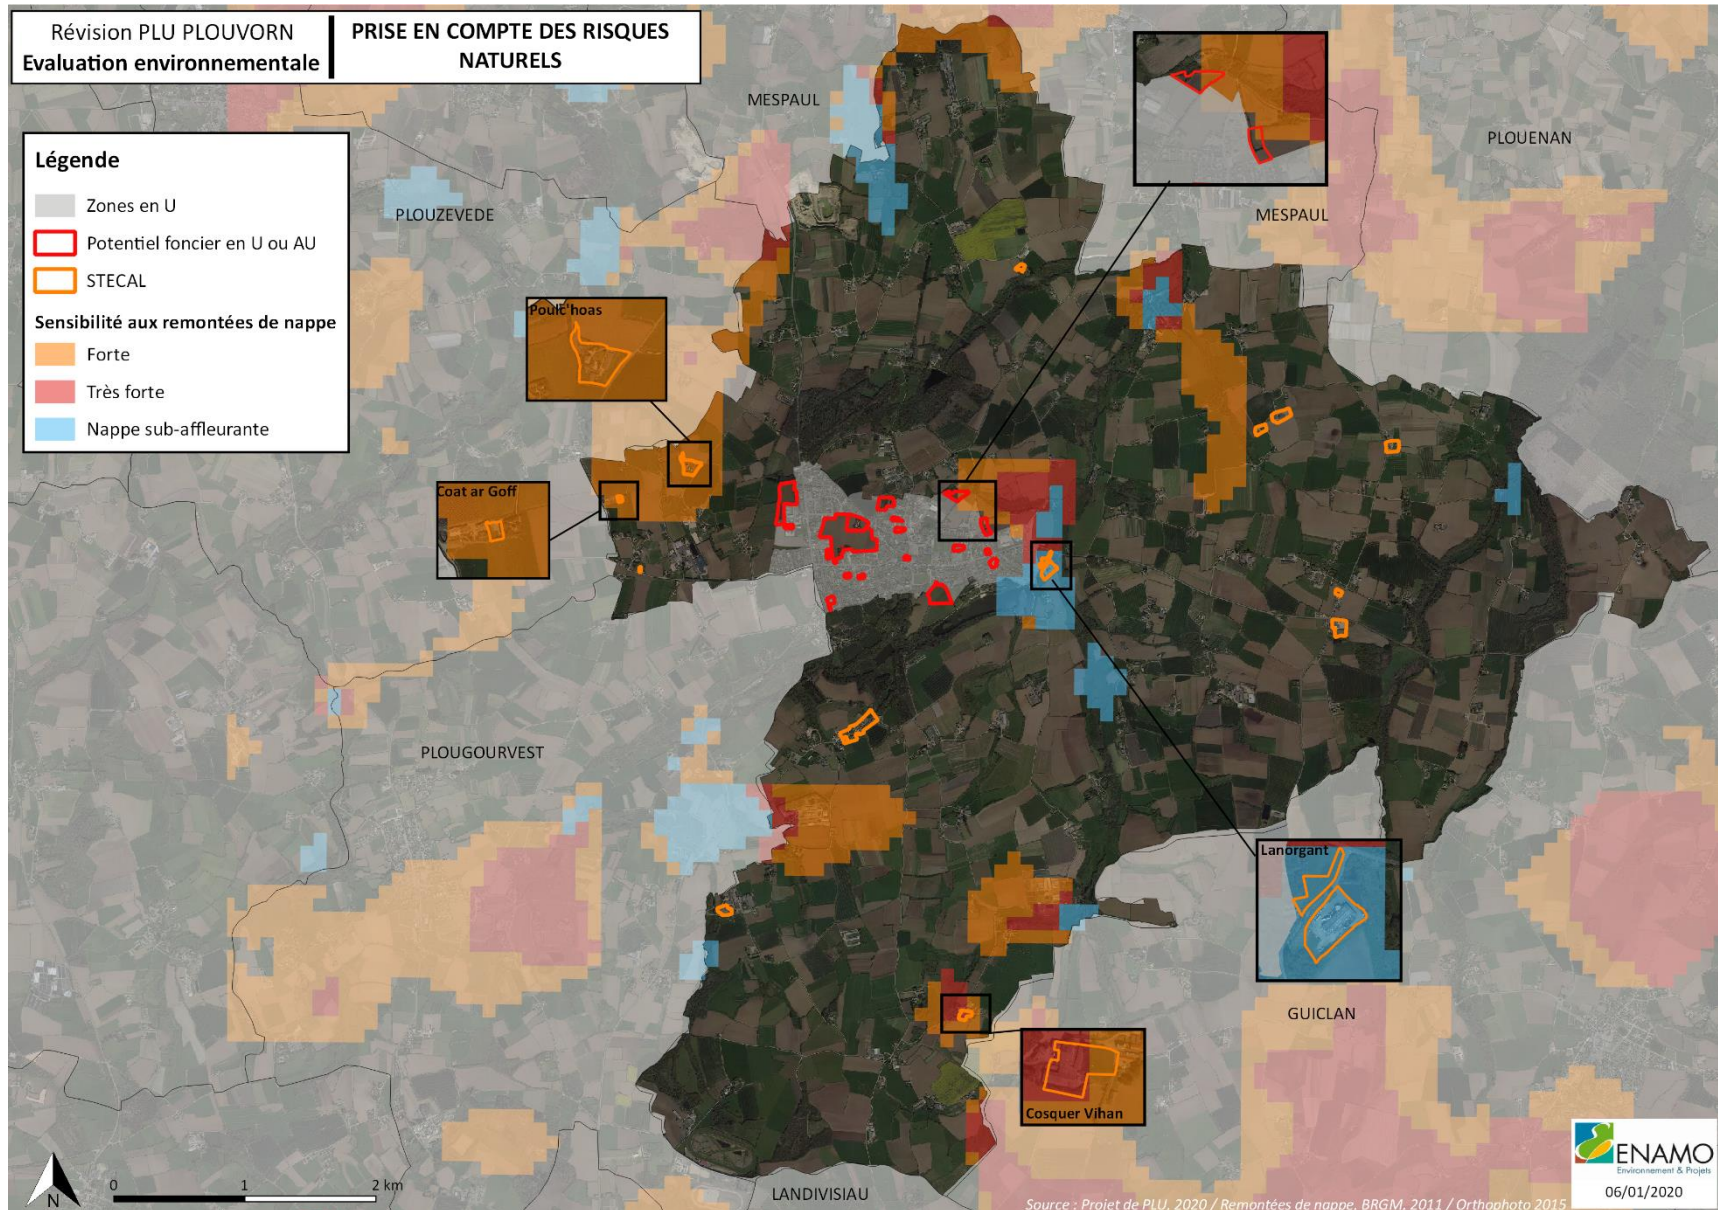 Révision PLU PLOUVORN
Evaluation environnementale
PRISE EN COMPTE DES RISQUES
NATURELS
Légende
Zones en U
Potentiel foncier en U ou AU
STECAL
Sensibilité aux remontées de nappe
Forte
Très forte
Nappe sub-affleurante
MESPAUL
PLOUENAN
PLOUZEVEDE
MESPAUL
Poulc'hoas
Coat ar Goff
PLOUGOURVEST
Lanorgant
GUICLAN
Cosquer Vihan
LANDIVISIAU
N
0 1 2 km
ENAMO
Environnement & Projets
06/01/2020
Source : Projet de PLU, 2020 / Remontées de nappe, BRGM, 2011 / Orthophoto 2015